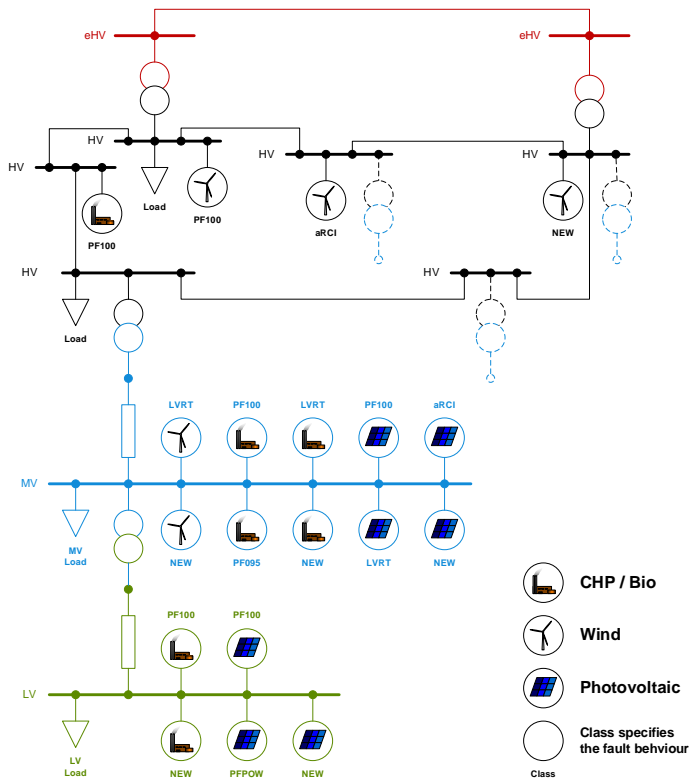 eHV
eHV
HV
HV
HV
HV
Load
PF100
PF100
aRCI
NEW
HV
HV
Load
LVRT
PF100
LVRT
PF100
aRCI
MV
MV
Load
NEW
PF095
NEW
LVRT
NEW
PF100
PF100
LV
LV
Load
NEW
PFPOW
NEW
CHP / Bio
Wind
Photovoltaic
Class specifies
the fault behviour
Class